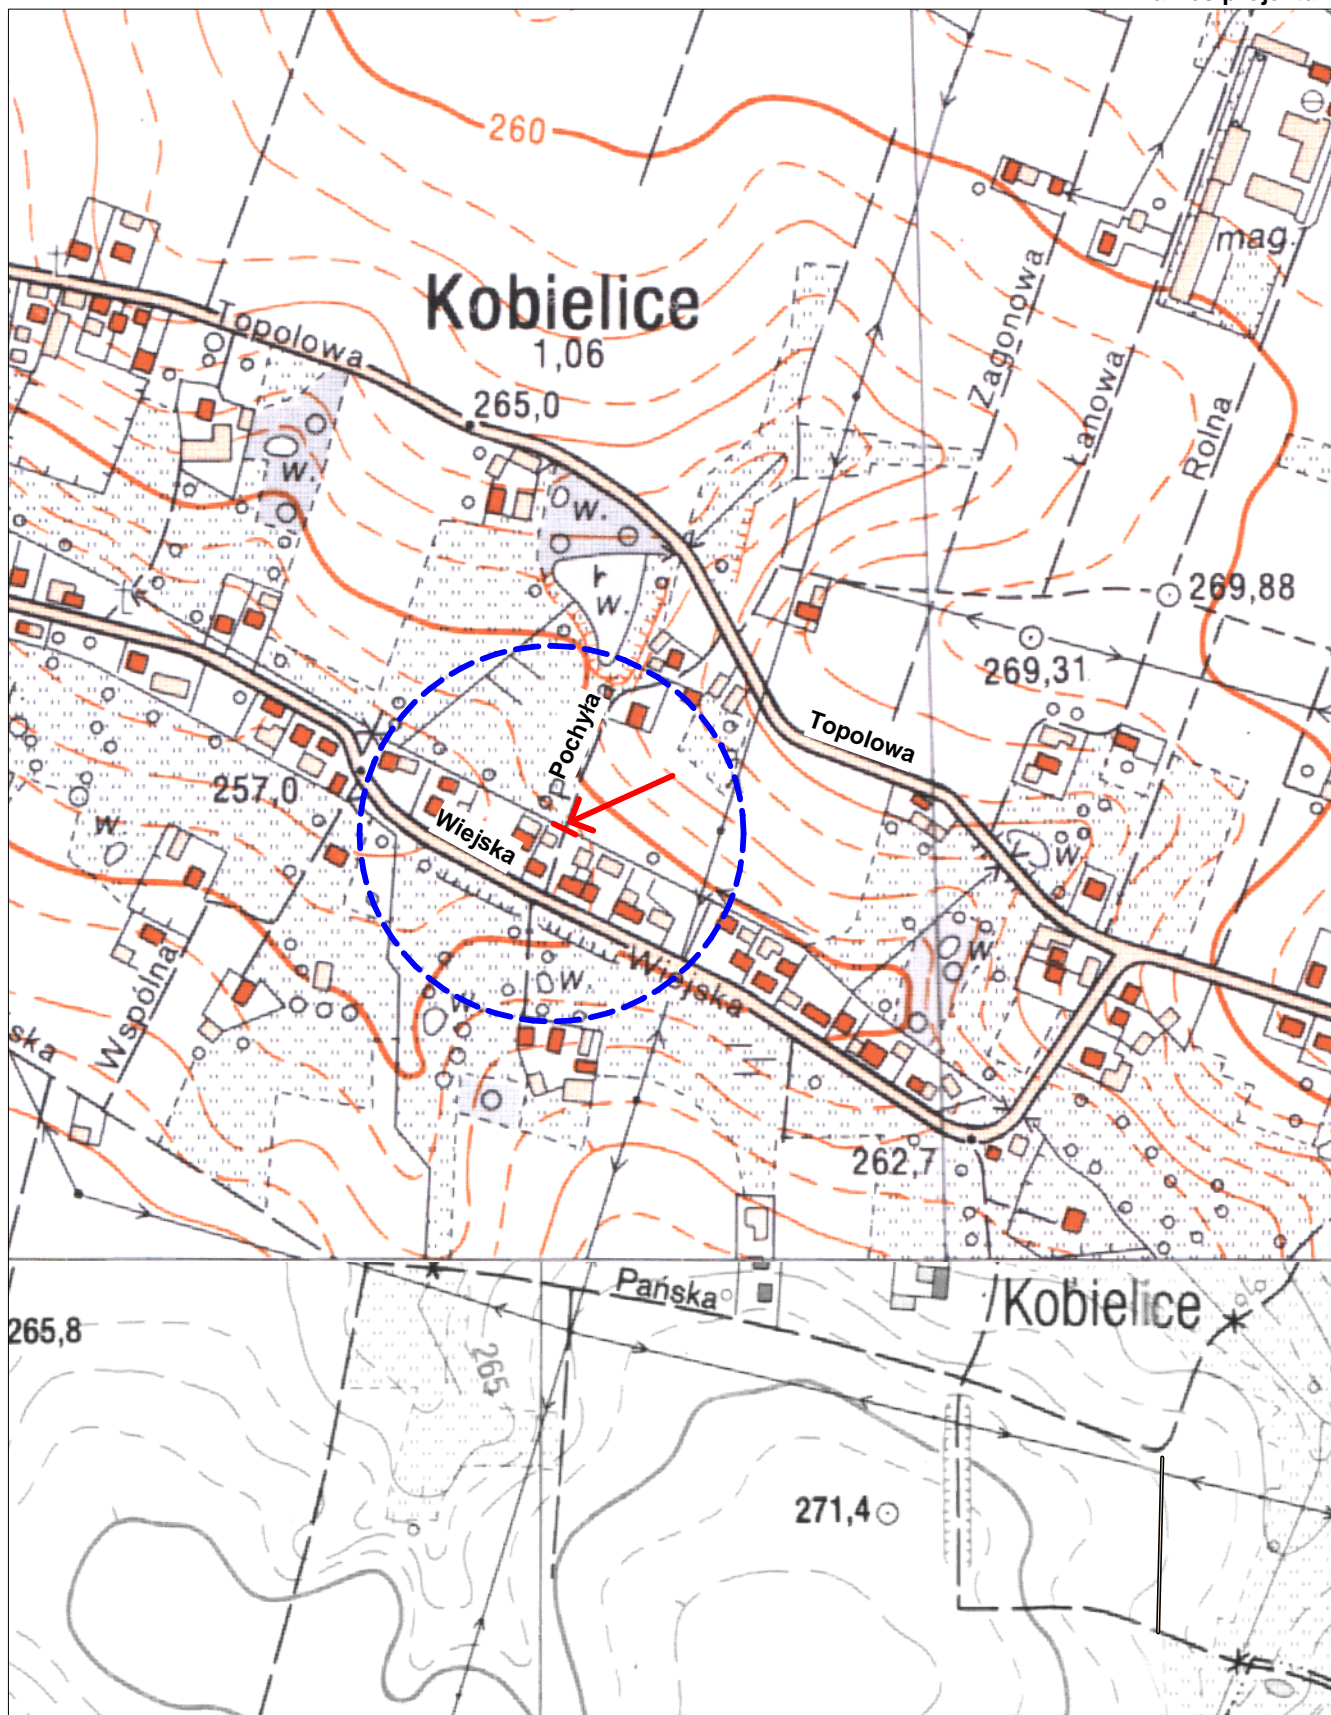 260
mag.
Topolowa
Kobielice
1,06
Zagonowa
Łanowa
Rolna
265,0
w.
w.
w.
269,88
269,31
Pochyła
Topolowa
257,0
Wiejska
w
w
w
w.
w
Wiejska
Wspólna
ska
262,7
Pańska
Kobielice
265,8
265
271,4